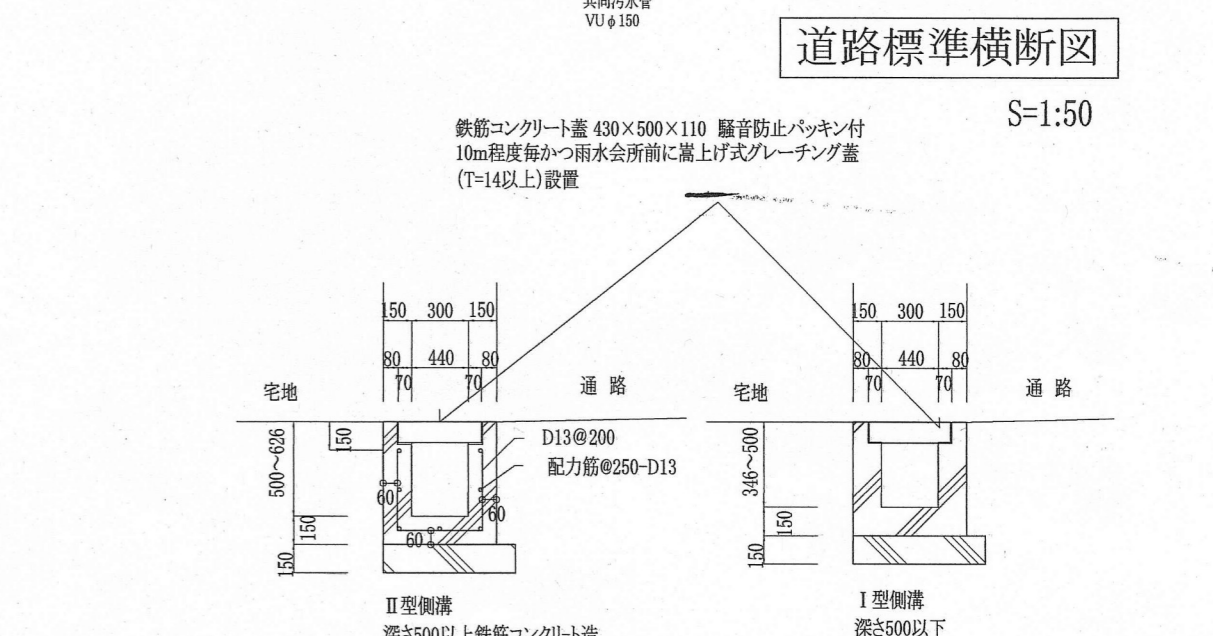 共同汚水管
VUφ150
道路標準横断図
S=1:50
鉄筋コンクリート蓋 430×500×110 騒音防止パッキン付
10m程度毎かつ雨水会所前に嵩上げ式グレーチング蓋
(T=14以上)設置
150 300 150
80 440 80
70 70
宅地
通 路
500~626
150
150
150
60
60
60
D13@200
配力筋@250-D13
Ⅱ型側溝
深さ500以上鉄筋コンクリート造
150 300 150
80 440 80
70 70
宅地
通 路
346~500
150
150
Ⅰ型側溝
深さ500以下